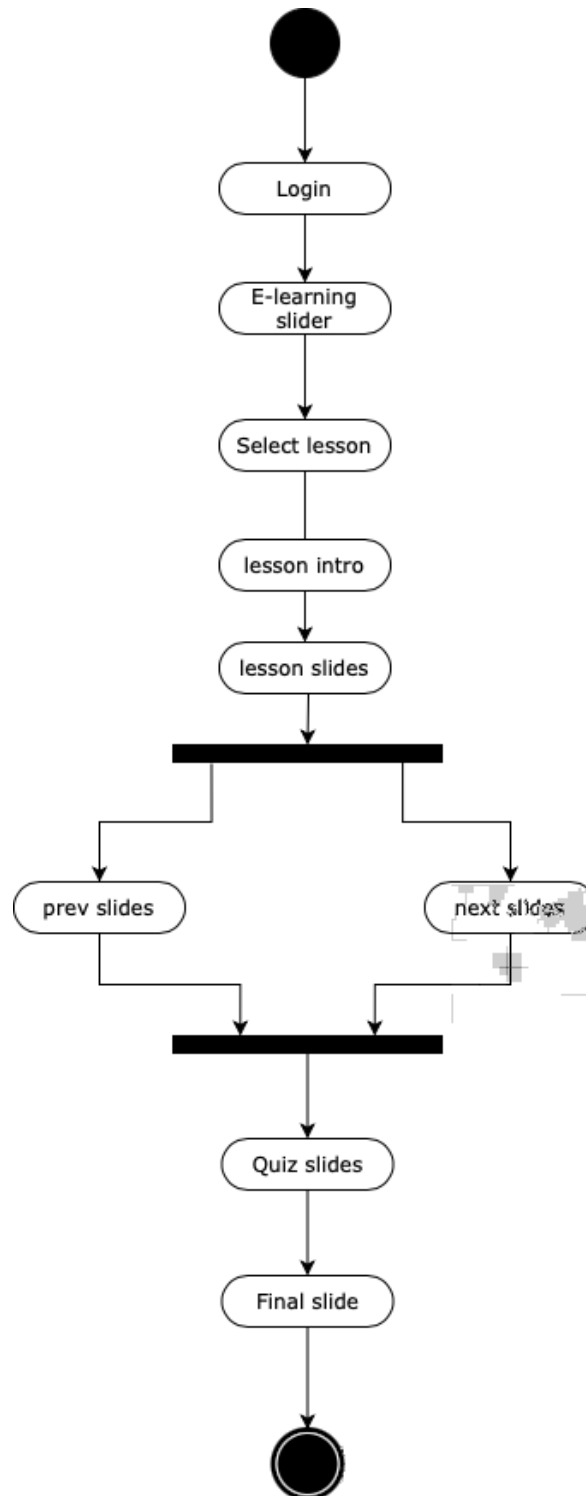 Login
E-learning
slider
Select lesson
lesson intro
lesson slides
prev slides
next slides
Quiz slides
Final slide